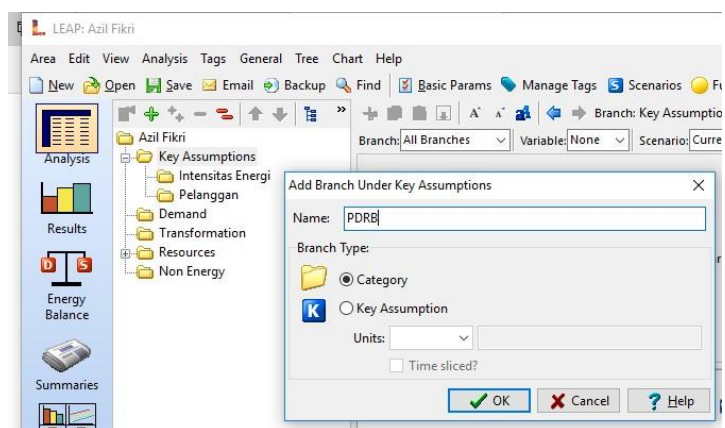 LEAP: Azil Fikri
Area Edit View Analysis Tags General Tree Chart Help
New Open Save Email Backup Find Basic Params Manage Tags Scenarios
Branch: Key Assumptio
Branch: All Branches Variable: None Scenario: Curre
Analysis
Results
Energy
Balance
Summaries
Azil Fikri
Key Assumptions
Intensitas Energi
Pelanggan
Demand
Transformation
Resources
Non Energy
Add Branch Under Key Assumptions
Name: PDRB
Branch Type:
Category
K Key Assumption
Units:
Time sliced?
OK Cancel ? Help